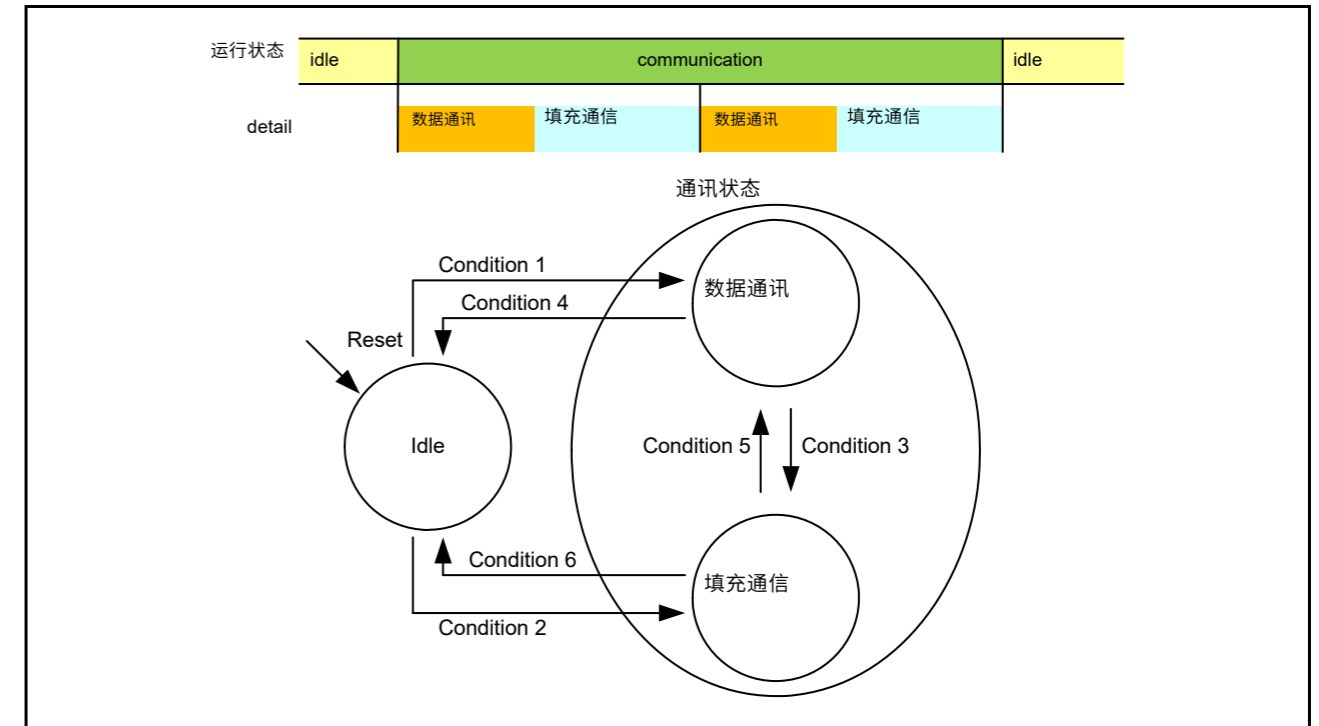 运行状态
idle
communication
idle
detail
数据通讯
填充通信
数据通讯
填充通信
通讯状态
Condition 1
数据通讯
Condition 4
Reset
Idle
Condition 5
Condition 3
Condition 6
填充通信
Condition 2